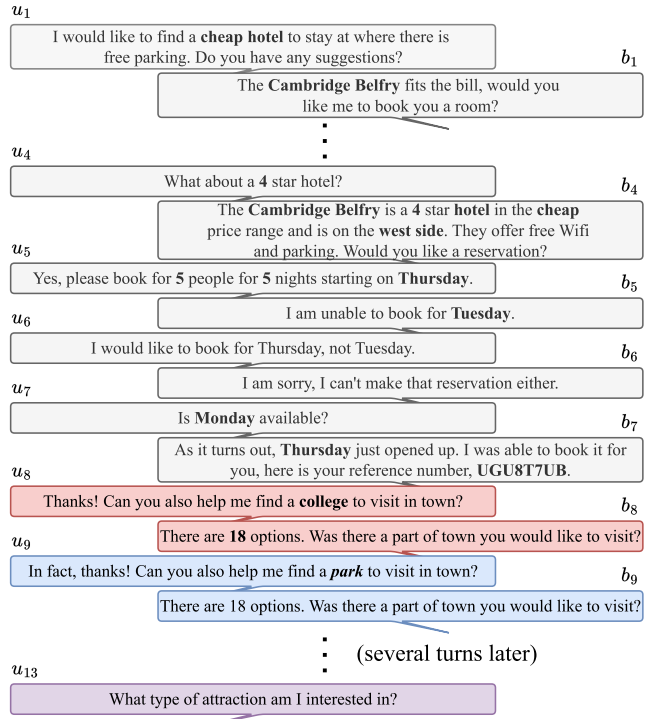 u1
I would like to find a cheap hotel to stay at where there is
free parking. Do you have any suggestions?
b1
The Cambridge Belfry fits the bill, would you
like me to book you a room?
u4
What about a 4 star hotel?
b4
The Cambridge Belfry is a 4 star hotel in the cheap
price range and is on the west side. They offer free Wifi
and parking. Would you like a reservation?
u5
Yes, please book for 5 people for 5 nights starting on Thursday.
b5
I am unable to book for Tuesday.
u6
I would like to book for Thursday, not Tuesday.
b6
I am sorry, I can't make that reservation either.
u7
Is Monday available?
b7
As it turns out, Thursday just opened up. I was able to book it for
you, here is your reference number, UGU8T7UB.
u8
Thanks! Can you also help me find a college to visit in town?
b8
There are 18 options. Was there a part of town you would like to visit?
u9
In fact, thanks! Can you also help me find a park to visit in town?
b9
There are 18 options. Was there a part of town you would like to visit?
(several turns later)
u13
What type of attraction am I interested in?